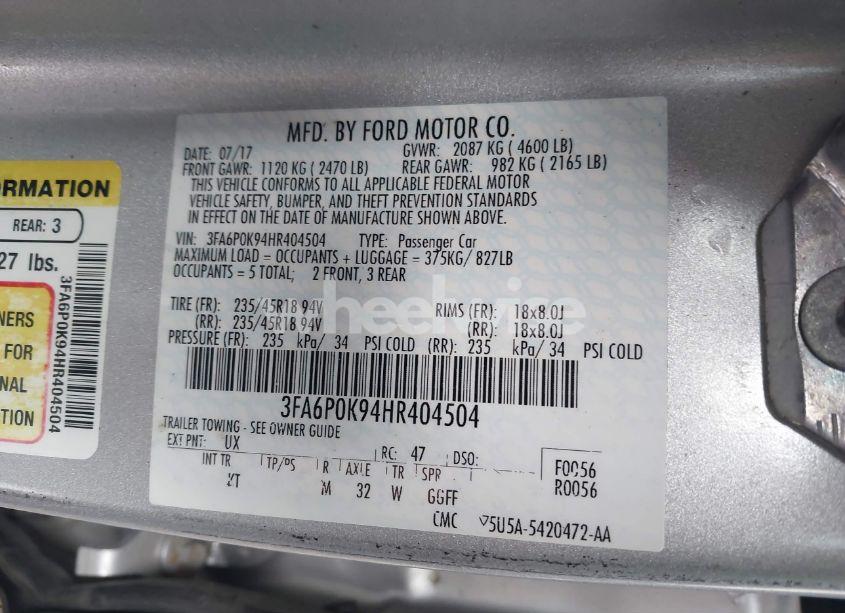 MFD. BY FORD MOTOR CO.
DATE: 07/17 GVWR: 2087 KG ( 4600 LB)
FRONT GAWR: 1120 KG ( 2470 LB) REAR GAWR: 982 KG ( 2165 LB)
THIS VEHICLE CONFORMS TO ALL APPLICABLE FEDERAL MOTOR
VEHICLE SAFETY, BUMPER, AND THEFT PREVENTION STANDARDS
IN EFFECT ON THE DATE OF MANUFACTURE SHOWN ABOVE.
VIN: 3FA6P0K94HR404504 TYPE: Passenger Car
MAXIMUM LOAD = OCCUPANTS + LUGGAGE = 375KG/ 827LB
OCCUPANTS = 5 TOTAL; 2 FRONT, 3 REAR
TIRE (FR): 235/45R18 94V RIMS (FR): 18x8.0J
(RR): 235/45R18 94V (RR): 18x8.0J
PRESSURE (FR): 235 kPa/ 34 PSI COLD (RR): 235 kPa/ 34 PSI COLD
3FA6P0K94HR404504
TRAILER TOWING - SEE OWNER GUIDE
EXT PNT: UX RC: 47 DSO: F0056
INT TR TP/PS R AXLE TR SPR R0056
M 32 W GGFF
CMC 5U5A-5420472-AA
ORMATION
REAR: 3
27 lbs.
NERS
FOR
NAL
N
3FA6P0K94HR404504
heelwise